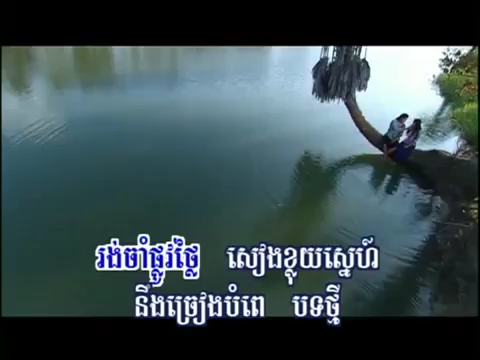 រង់ចាំផ្លូវថ្លៃ សៀងខ្លុយស្នេហ៍
នឹងច្រៀងបំពេ បទថ្មី